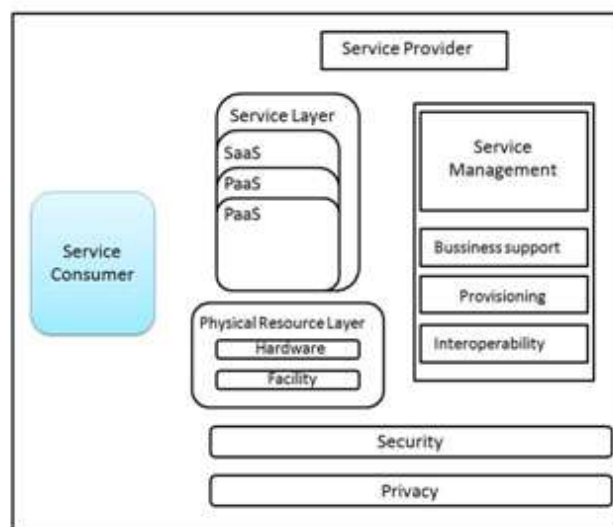 Service Provider
Service Layer
SaaS
PaaS
PaaS
Service
Consumer
Physical Resource Layer
Hardware
Facility
Service
Management
Bussiness support
Provisioning
Interoperability
Security
Privacy